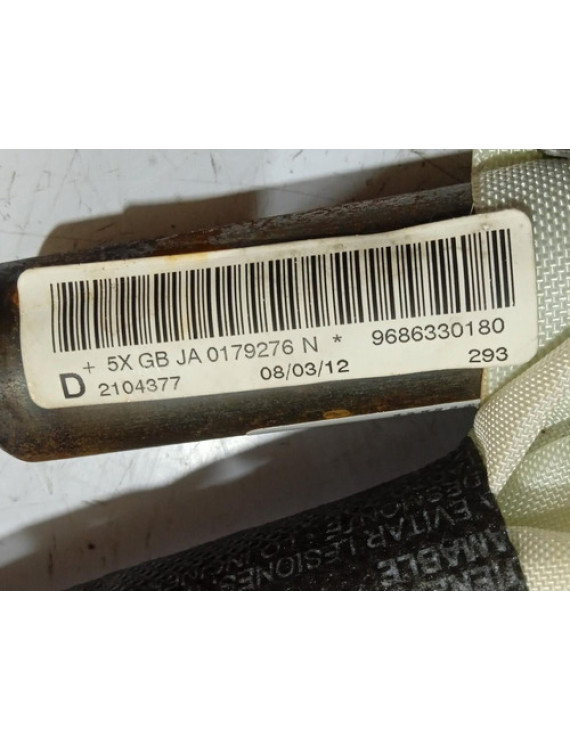 + 5X GB JA 0179276 N * 9686330180
D 2104377 08/03/12 293
EVITAR LESIONES